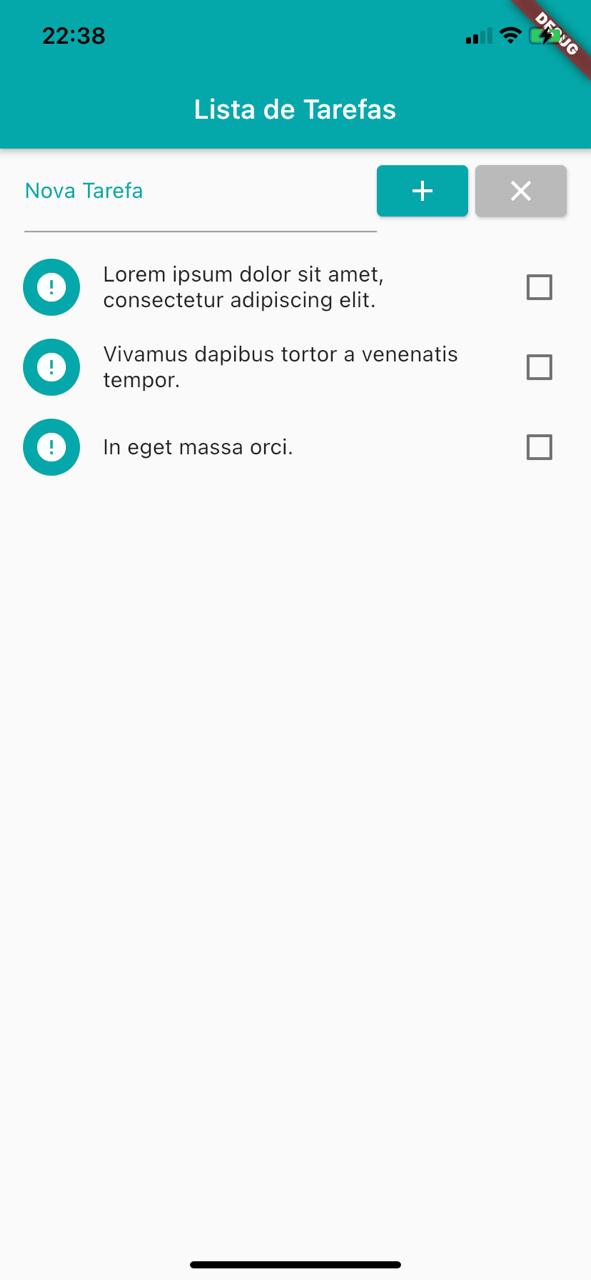 22:38
DEBUG
Lista de Tarefas
Nova Tarefa
Lorem ipsum dolor sit amet,
consectetur adipiscing elit.
Vivamus dapibus tortor a venenatis
tempor.
In eget massa orci.